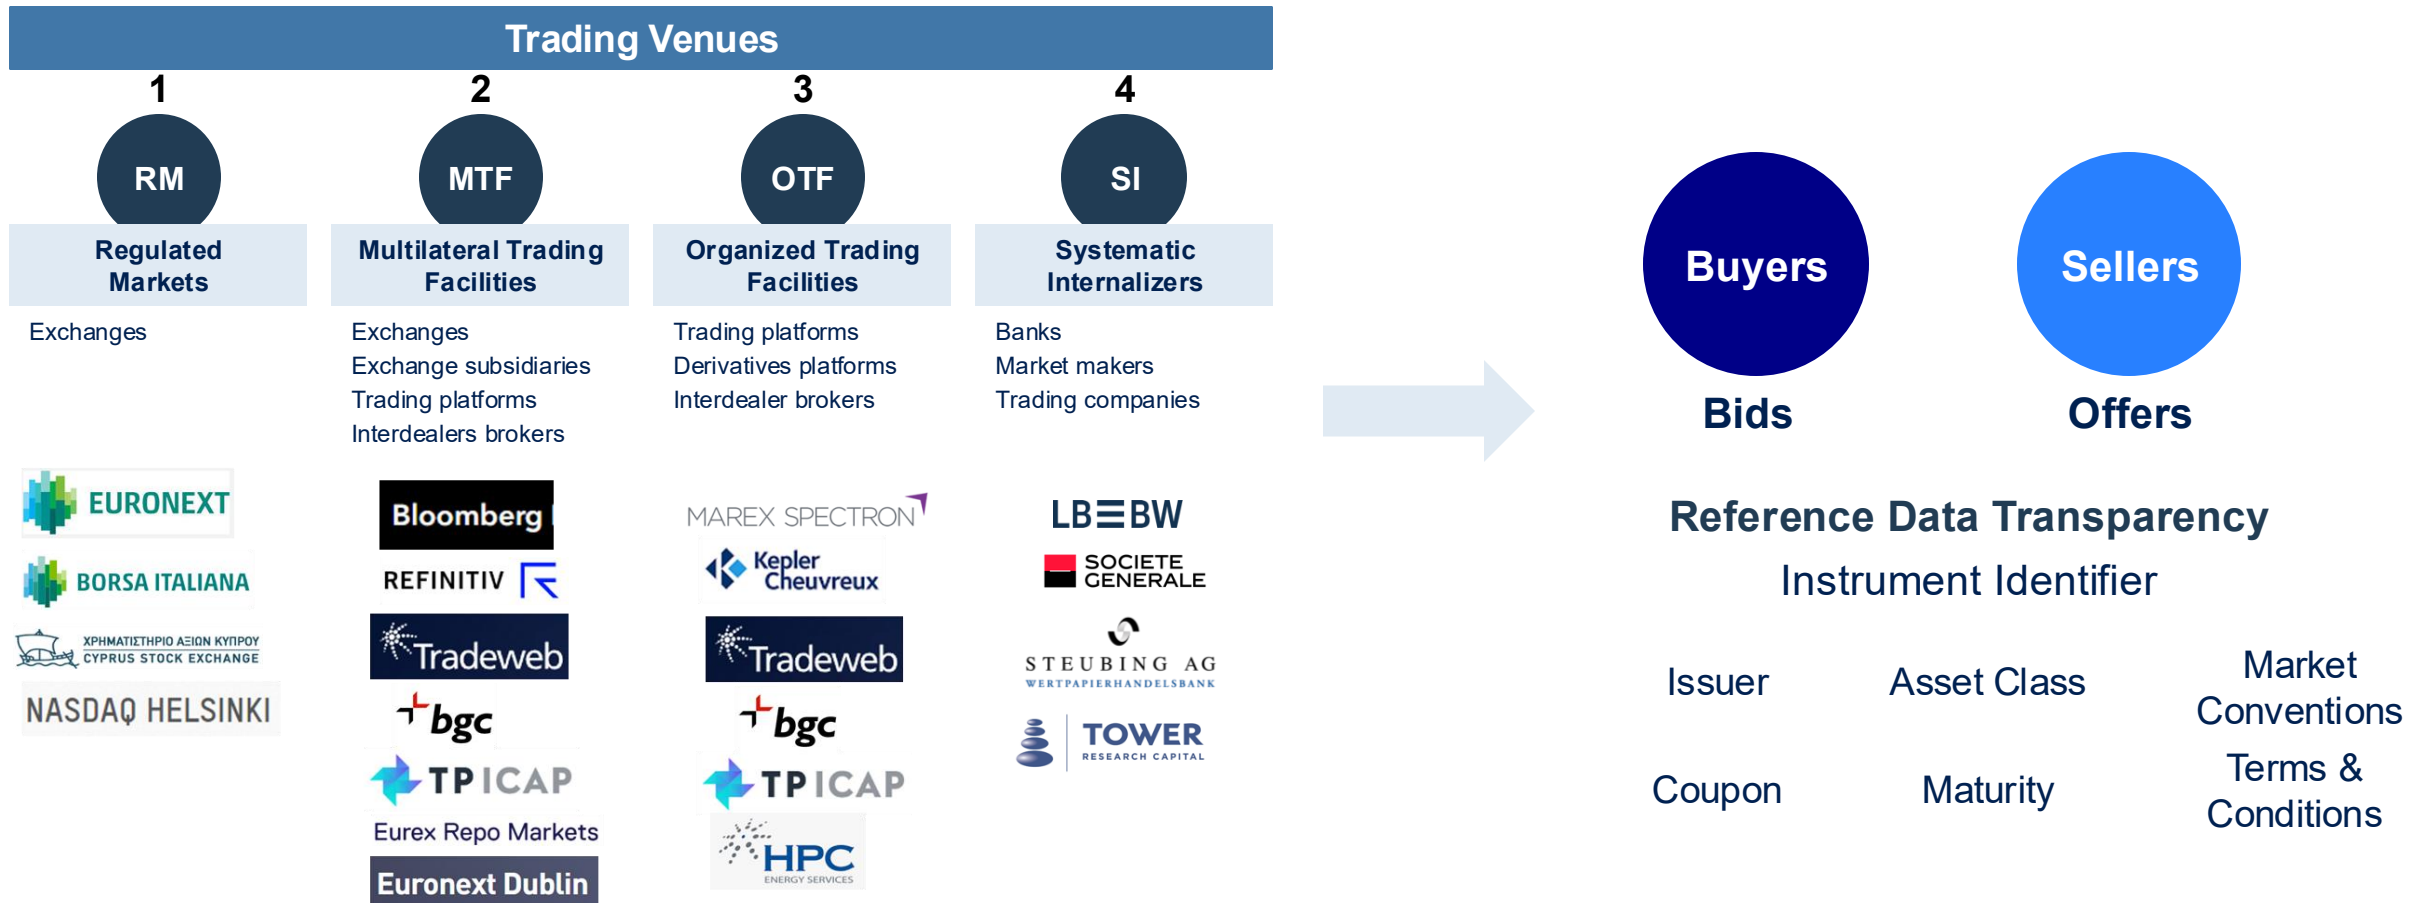 Trading Venues
1
2
3
4
RM
MTF
OTF
SI
Regulated
Markets
Multilateral Trading
Facilities
Organized Trading
Facilities
Systematic
Internalizers
Exchanges
Exchanges
Exchange subsidiaries
Trading platforms
Interdealers brokers
Trading platforms
Derivatives platforms
Interdealer brokers
Banks
Market makers
Trading companies
EURONEXT
BORSA ITALIANA
ΧΡΗΜΑΤΙΣΤΗΡΙΟ ΑΞΙΩΝ ΚΥΠΡΟΥ
CYPRUS STOCK EXCHANGE
NASDAQ HELSINKI
Bloomberg
REFINITIV
Tradeweb
bgc
TP ICAP
Eurex Repo Markets
Euronext Dublin
MAREX SPECTRON
Kepler
Cheuvreux
Tradeweb
bgc
TP ICAP
HPC
ENERGY SERVICES
LBBW
SOCIETE
GENERALE
STEUBING AG
WERTPAPIERHANDELSBANK
TOWER
RESEARCH CAPITAL
Buyers
Sellers
Bids
Offers
Reference Data Transparency
Instrument Identifier
Issuer
Asset Class
Market
Conventions
Coupon
Maturity
Terms &
Conditions